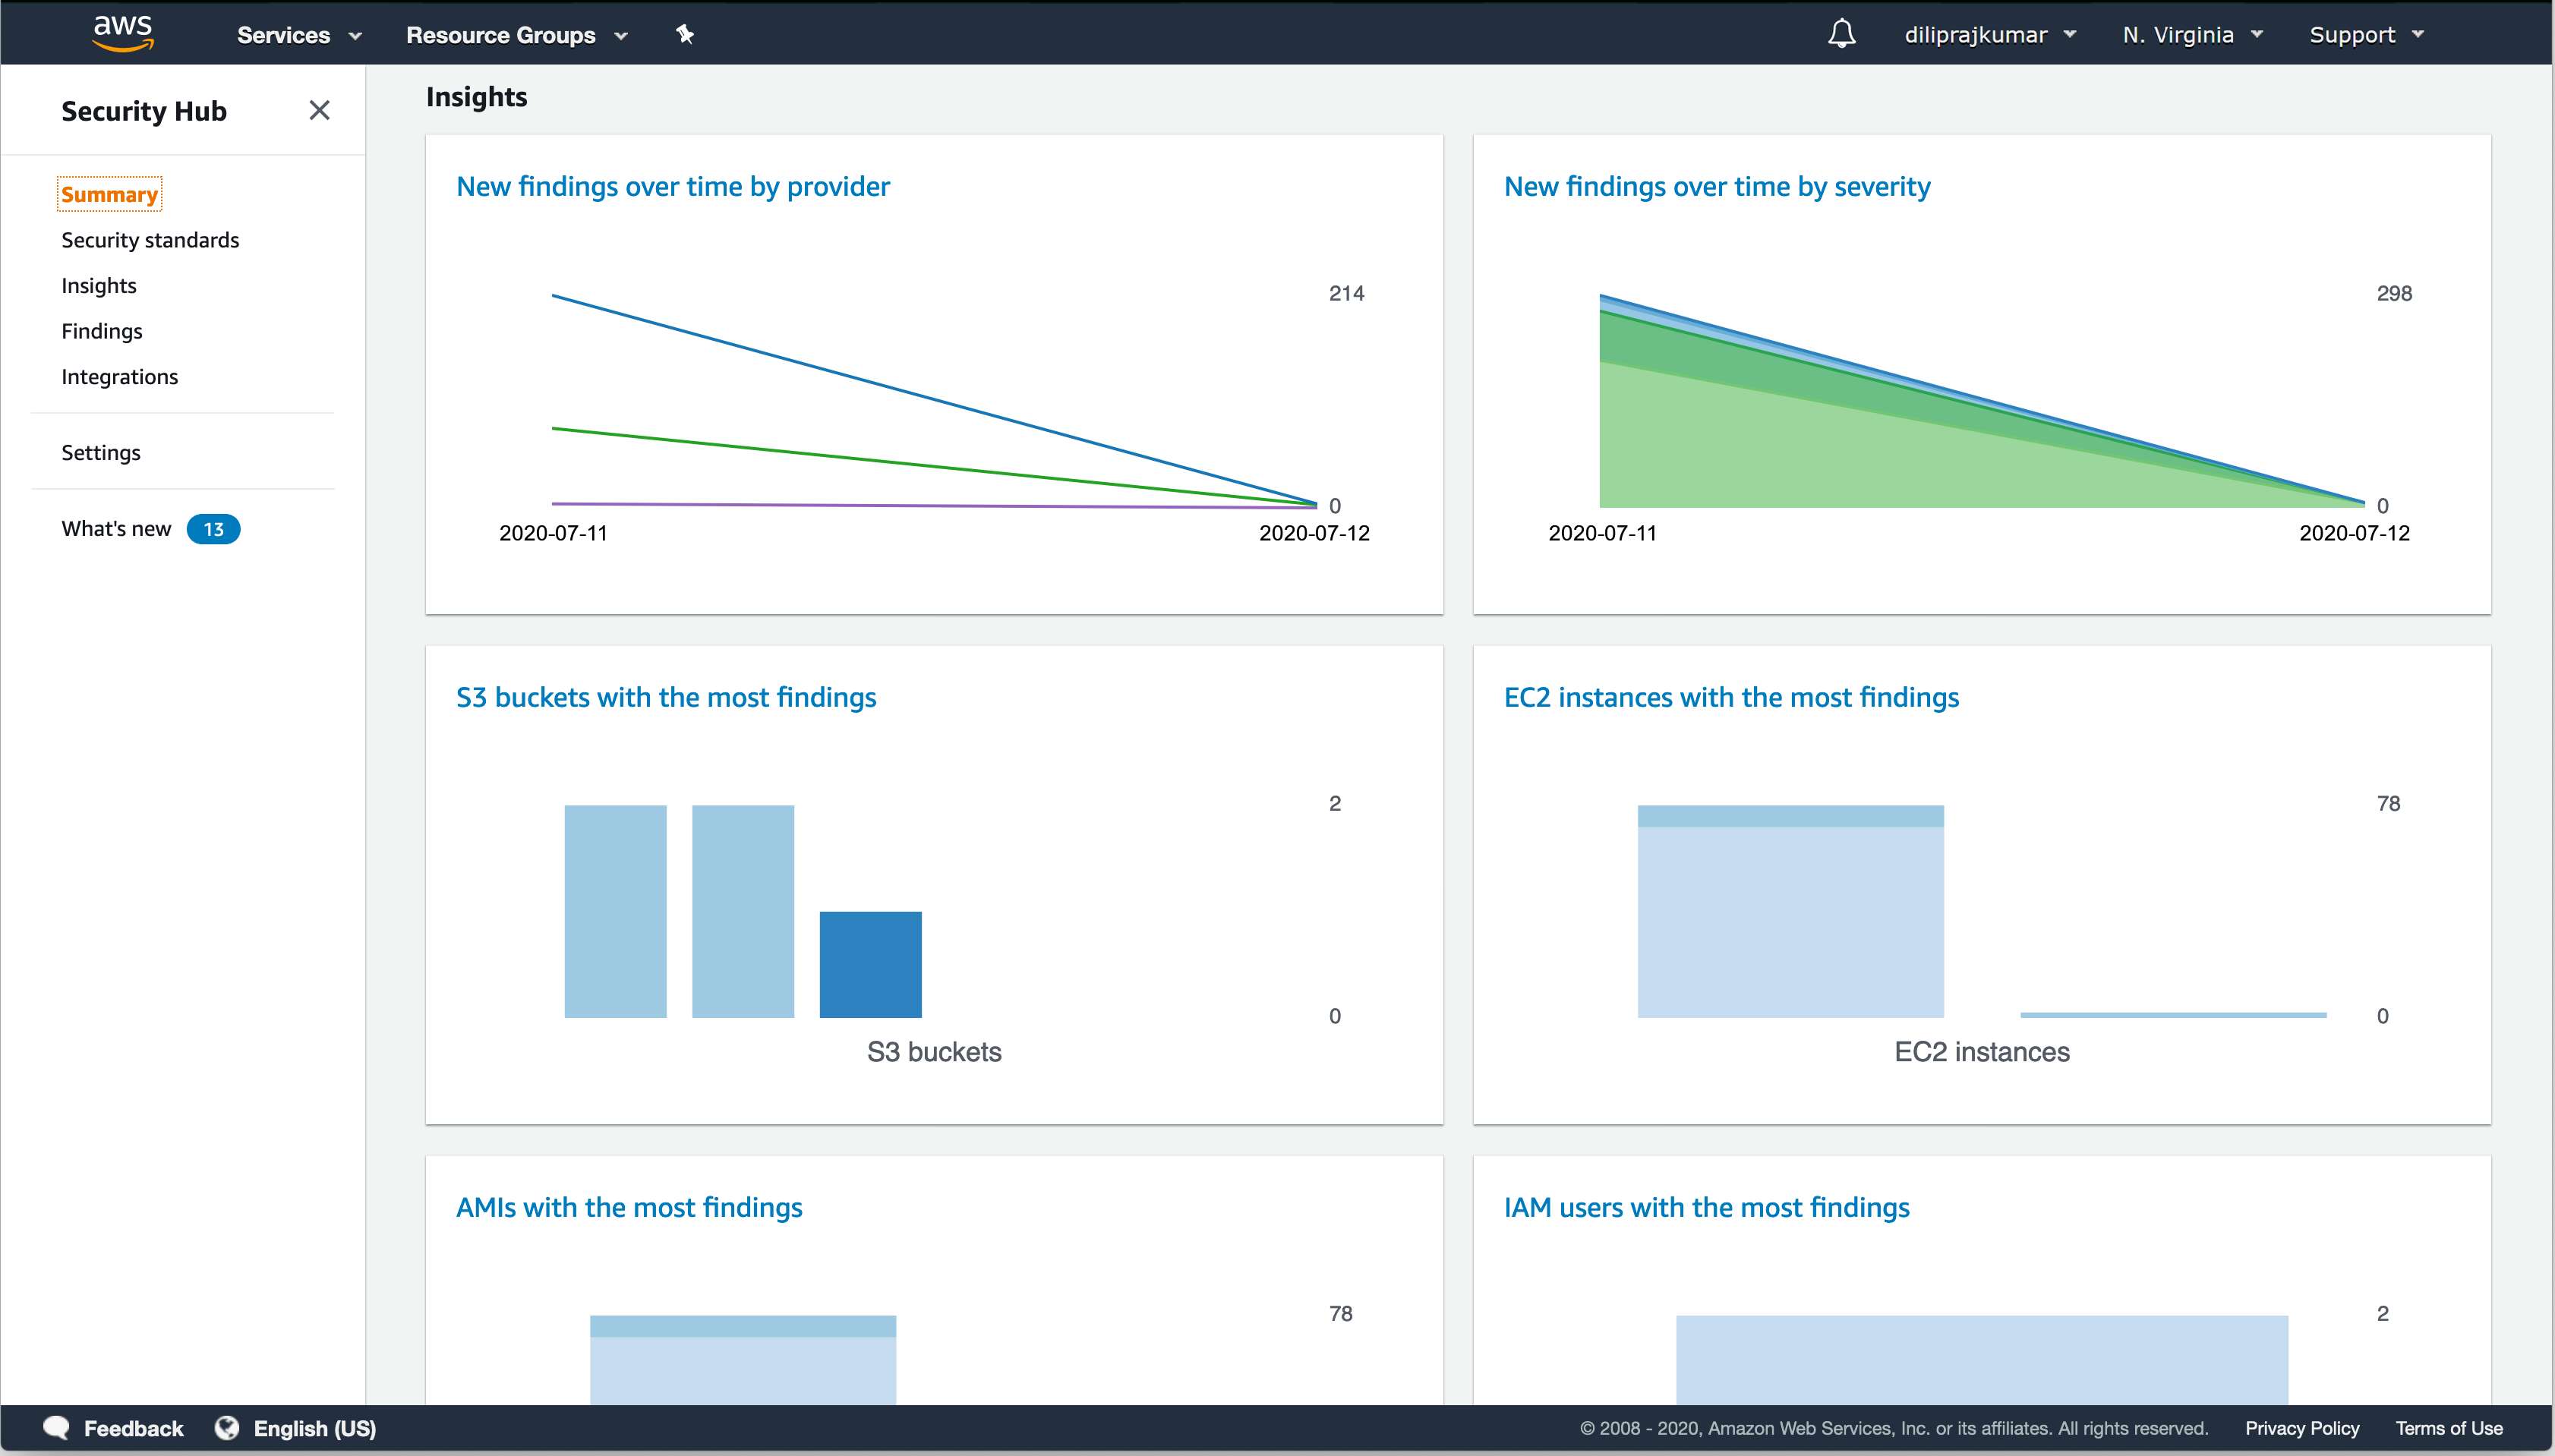 aws Services Resource Groups diliprajkumar N. Virginia Support
Security Hub
Summary
Security standards
Insights
Findings
Integrations
Settings
What's new 13
Insights
New findings over time by provider
214
0
2020-07-11 2020-07-12
New findings over time by severity
298
0
2020-07-11 2020-07-12
S3 buckets with the most findings
2
0
S3 buckets
EC2 instances with the most findings
78
0
EC2 instances
AMIs with the most findings
78
IAM users with the most findings
2
Feedback English (US) © 2008 - 2020, Amazon Web Services, Inc. or its affiliates. All rights reserved. Privacy Policy Terms of Use